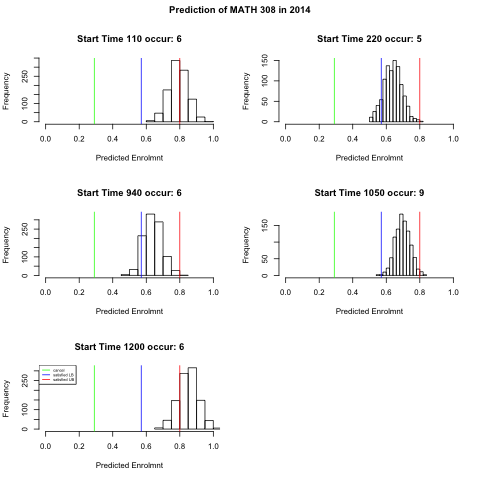 Prediction of MATH 308 in 2014
Start Time 110 occur: 6
Frequency
0 100 250
0.0 0.2 0.4 0.6 0.8 1.0
Predicted Enrolmnt
Start Time 220 occur: 5
Frequency
0 50 100 150
0.0 0.2 0.4 0.6 0.8 1.0
Predicted Enrolmnt
Start Time 940 occur: 6
Frequency
0 100 250
0.0 0.2 0.4 0.6 0.8 1.0
Predicted Enrolmnt
Start Time 1050 occur: 9
Frequency
0 50 150
0.0 0.2 0.4 0.6 0.8 1.0
Predicted Enrolmnt
Start Time 1200 occur: 6
satisfied LB
satisfied UB
Frequency
0 100 250
0.0 0.2 0.4 0.6 0.8 1.0
Predicted Enrolmnt